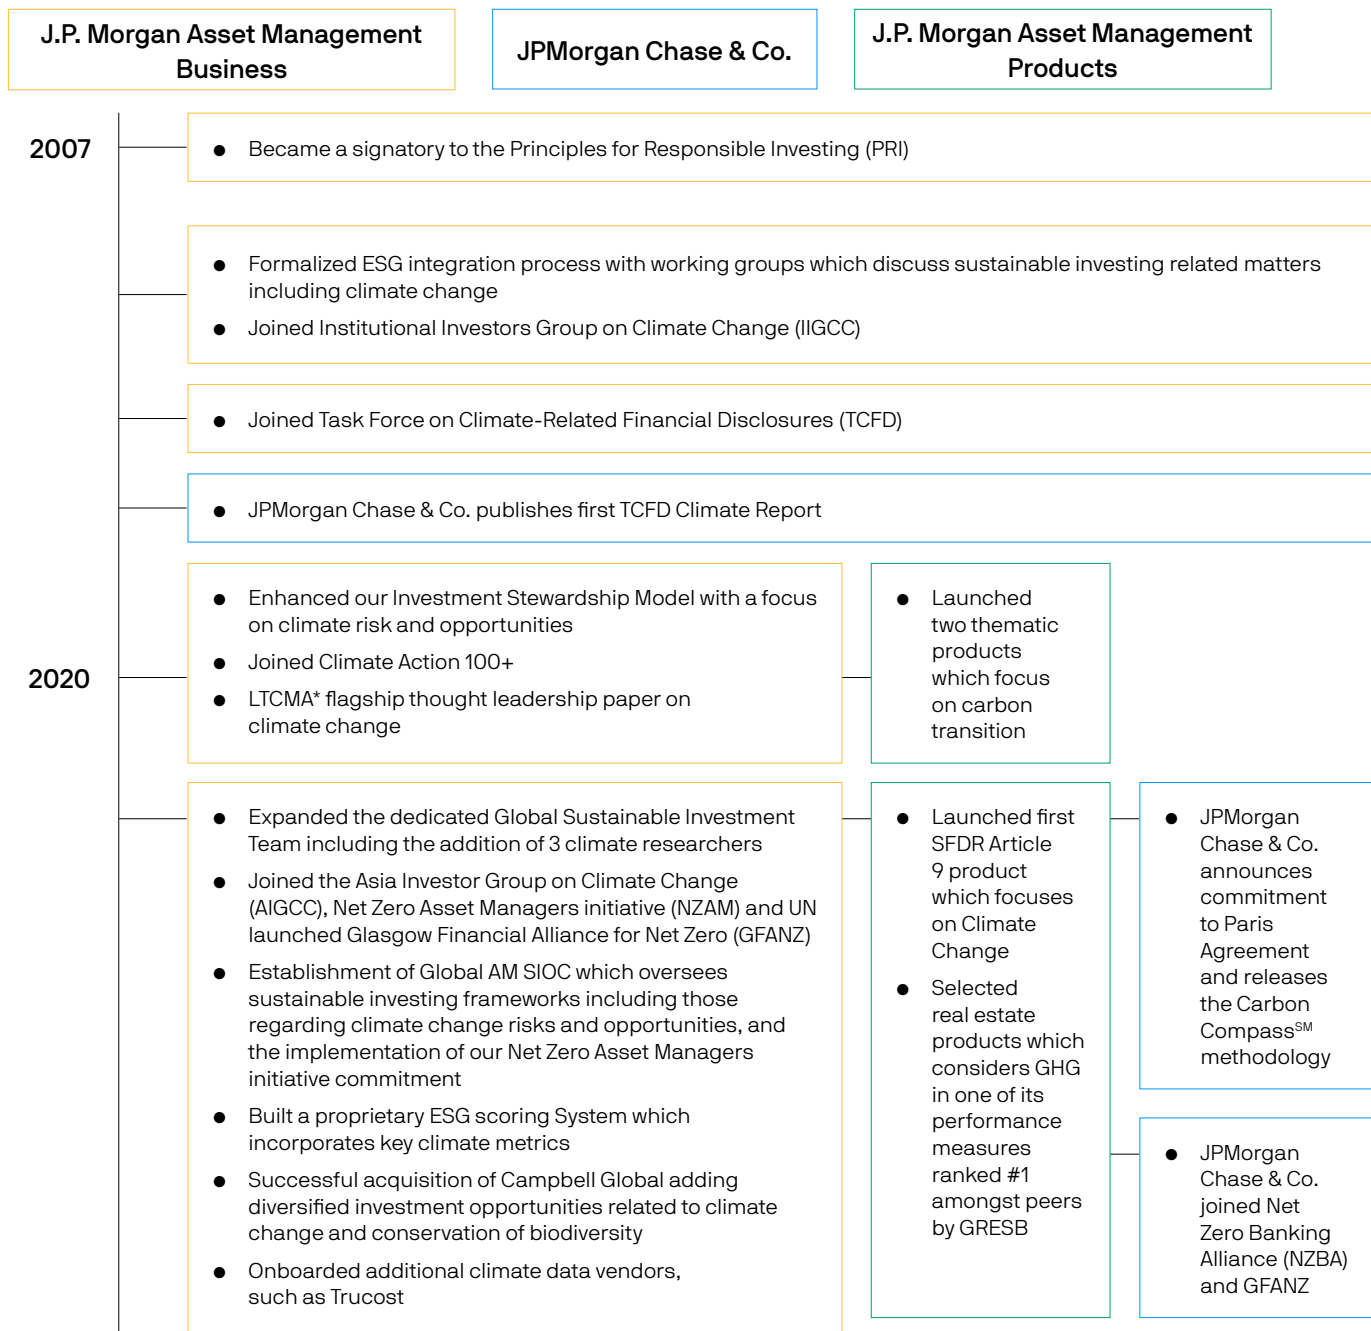 J.P. Morgan Asset Management
Business
JPMorgan Chase & Co.
J.P. Morgan Asset Management
Products
2007
● Became a signatory to the Principles for Responsible Investing (PRI)
● Formalized ESG integration process with working groups which discuss sustainable investing related matters
including climate change
● Joined Institutional Investors Group on Climate Change (IIGCC)
● Joined Task Force on Climate-Related Financial Disclosures (TCFD)
● JPMorgan Chase & Co. publishes first TCFD Climate Report
2020
● Enhanced our Investment Stewardship Model with a focus
on climate risk and opportunities
● Joined Climate Action 100+
● LTCMA* flagship thought leadership paper on
climate change
● Launched
two thematic
products
which focus
on carbon
transition
● Expanded the dedicated Global Sustainable Investment
Team including the addition of 3 climate researchers
● Joined the Asia Investor Group on Climate Change
(AIGCC), Net Zero Asset Managers initiative (NZAM) and UN
launched Glasgow Financial Alliance for Net Zero (GFANZ)
● Establishment of Global AM SIOC which oversees
sustainable investing frameworks including those
regarding climate change risks and opportunities, and
the implementation of our Net Zero Asset Managers
initiative commitment
● Built a proprietary ESG scoring System which
incorporates key climate metrics
● Successful acquisition of Campbell Global adding
diversified investment opportunities related to climate
change and conservation of biodiversity
● Onboarded additional climate data vendors,
such as Trucost
● Launched first
SFDR Article
9 product
which focuses
on Climate
Change
● Selected
real estate
products which
considers GHG
in one of its
performance
measures
ranked #1
amongst peers
by GRESB
● JPMorgan
Chase & Co.
announces
commitment
to Paris
Agreement
and releases
the Carbon
Compass℠
methodology
● JPMorgan
Chase & Co.
joined Net
Zero Banking
Alliance (NZBA)
and GFANZ